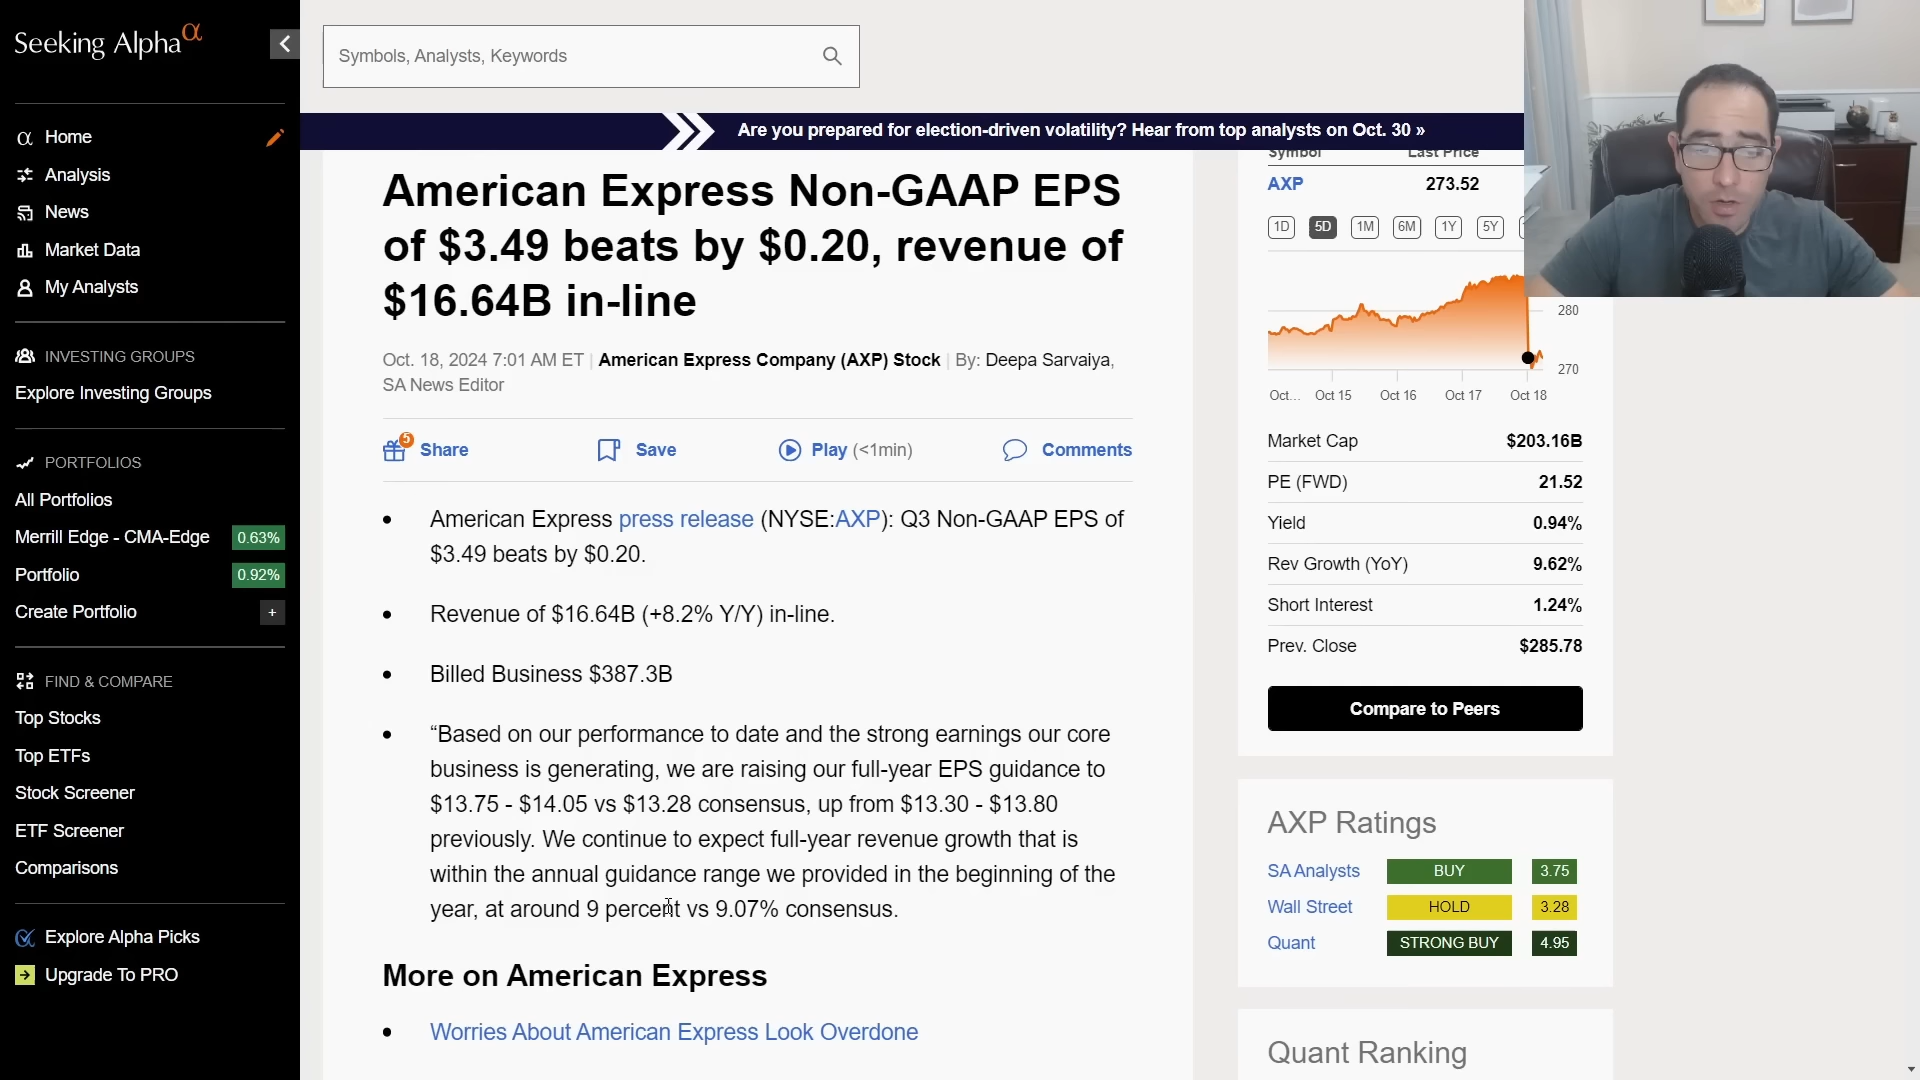 Seeking Alpha α
Symbols, Analysts, Keywords
Are you prepared for election-driven volatility? Hear from top analysts on Oct. 30 »
Home
Analysis
News
Market Data
My Analysts
INVESTING GROUPS
Explore Investing Groups
PORTFOLIOS
All Portfolios
Merrill Edge - CMA-Edge 0.63%
Portfolio 0.92%
Create Portfolio +
FIND & COMPARE
Top Stocks
Top ETFs
Stock Screener
ETF Screener
Comparisons
Explore Alpha Picks
Upgrade To PRO
American Express Non-GAAP EPS
of $3.49 beats by $0.20, revenue of
$16.64B in-line
Oct. 18, 2024 7:01 AM ET | American Express Company (AXP) Stock | By: Deepa Sarvaiya,
SA News Editor
5 Share Save Play (<1min) Comments
American Express press release (NYSE:AXP): Q3 Non-GAAP EPS of
$3.49 beats by $0.20.
Revenue of $16.64B (+8.2% Y/Y) in-line.
Billed Business $387.3B
“Based on our performance to date and the strong earnings our core
business is generating, we are raising our full-year EPS guidance to
$13.75 - $14.05 vs $13.28 consensus, up from $13.30 - $13.80
previously. We continue to expect full-year revenue growth that is
within the annual guidance range we provided in the beginning of the
year, at around 9 percent vs 9.07% consensus.
More on American Express
Worries About American Express Look Overdone
Symbol Last Price
AXP 273.52
1D 5D 1M 6M 1Y 5Y
280
270
Oct... Oct 15 Oct 16 Oct 17 Oct 18
Market Cap $203.16B
PE (FWD) 21.52
Yield 0.94%
Rev Growth (YoY) 9.62%
Short Interest 1.24%
Prev. Close $285.78
Compare to Peers
AXP Ratings
SA Analysts BUY 3.75
Wall Street HOLD 3.28
Quant STRONG BUY 4.95
Quant Ranking